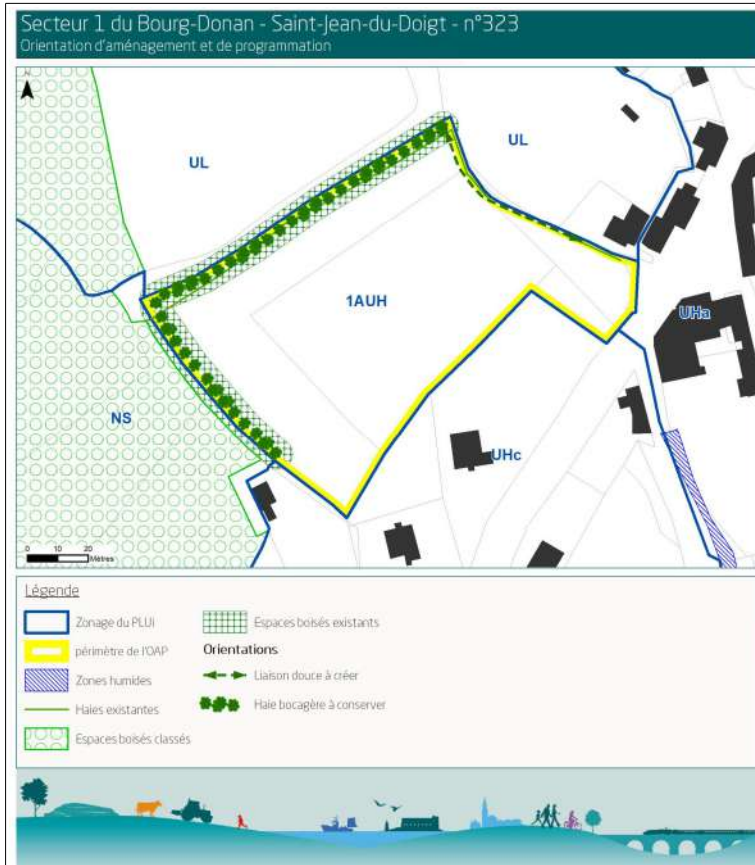 Secteur 1 du Bourg-Donan - Saint-Jean-du-Doigt - n°323
Orientation d'aménagement et de programmation
UL
UL
1AUH
UHa
NS
UHc
0 10 20
Mètres
Légende
Zonage du PLUi
périmètre de l'OAP
Zones humides
Haies existantes
Espaces boisés classés
Espaces boisés existants
Orientations
Liaison douce à créer
Haie bocagère à conserver